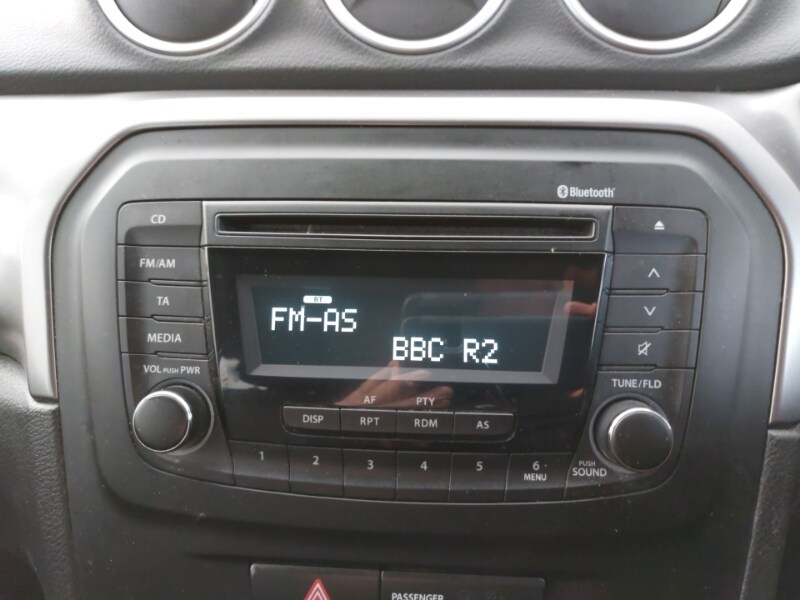 Bluetooth
CD
FM/AM
TA
MEDIA
VOL PUSH PWR
BT
FM-AS
BBC R2
TUNE/FLD
AF PTY
DISP RPT RDM AS
1 2 3 4 5 6
MENU
PUSH
SOUND
PASSENGER